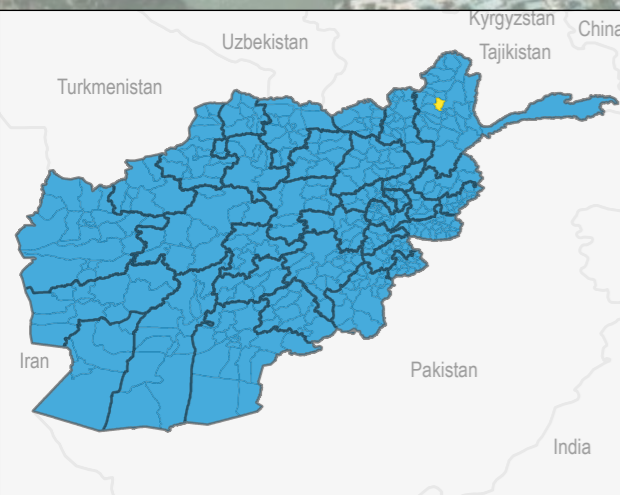 Kyrgyzstan
China
Uzbekistan
Tajikistan
Turkmenistan
Iran
Pakistan
India